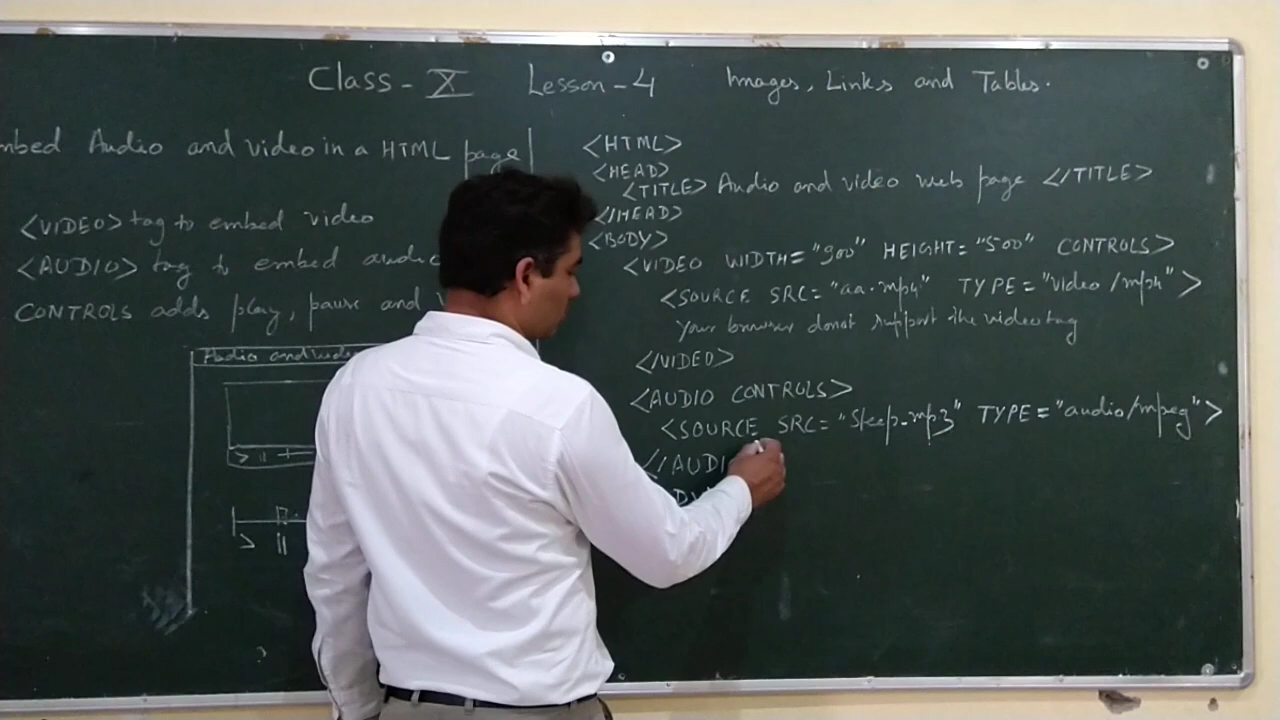 Class - X Lesson - 4 Images, Links and Tables.
mbed Audio and video in a HTML page
<VIDEO> tag to embed video
<AUDIO> tag to embed audio
CONTROLS adds play, pause and
Audio and video
<HTML>
<HEAD>
<TITLE> Audio and video web page </TITLE>
</HEAD>
<BODY>
<VIDEO WIDTH="900" HEIGHT="500" CONTROLS>
<SOURCE SRC="aa.mp4" TYPE="video/mp4">
your browser donot support the video tag
</VIDEO>
<AUDIO CONTROLS>
<SOURCE SRC= TYPE="audio/mpeg">
</AUDI